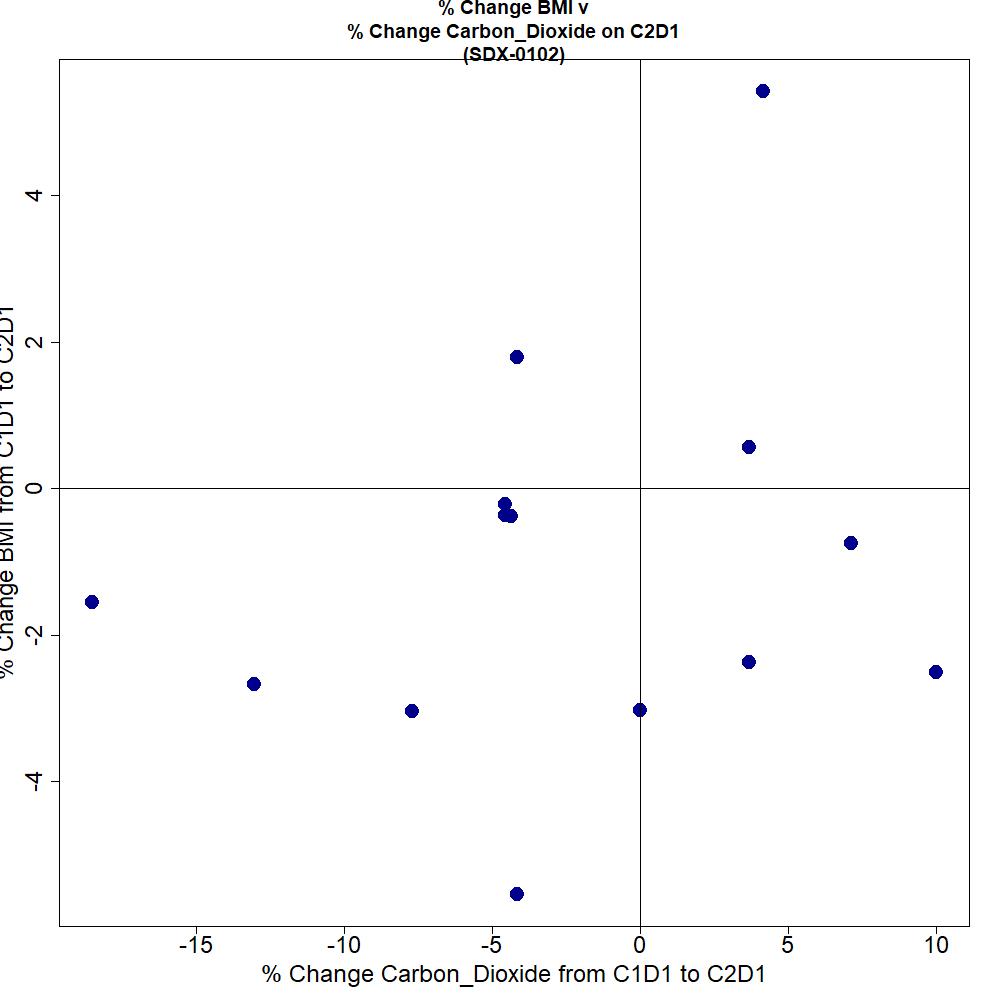 % Change BMI v
% Change Carbon_Dioxide on C2D1
(SDX-0102)
% Change BMI from C1D1 to C2D1
4
2
0
-2
-4
-15
-10
-5
0
5
10
% Change Carbon_Dioxide from C1D1 to C2D1